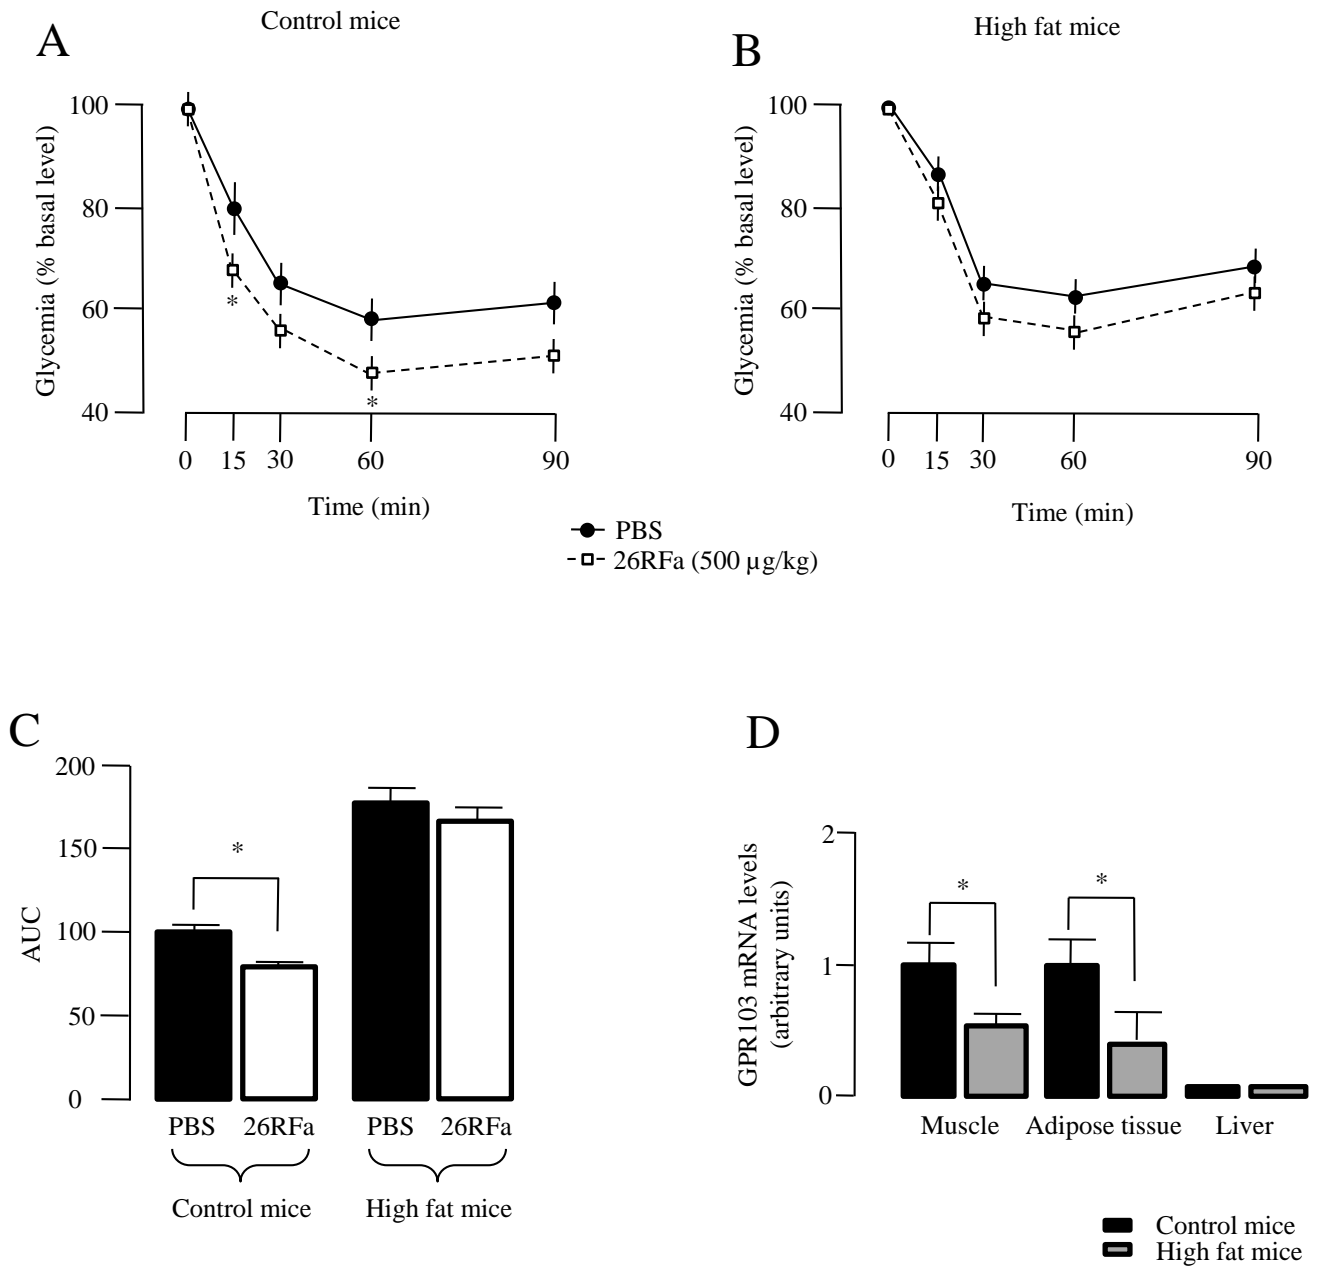 Control mice
High fat mice
A
B
100
80
60
40
Glycemia (% basal level)
*
*
0 15 30 60 90
Time (min)
100
80
60
40
Glycemia (% basal level)
0 15 30 60 90
Time (min)
PBS
26RFa (500 µg/kg)
C
D
200
150
100
50
0
AUC
*
PBS 26RFa PBS 26RFa
Control mice High fat mice
2
1
0
GPR103 mRNA levels
(arbitrary units)
*
*
Muscle Adipose tissue Liver
Control mice
High fat mice